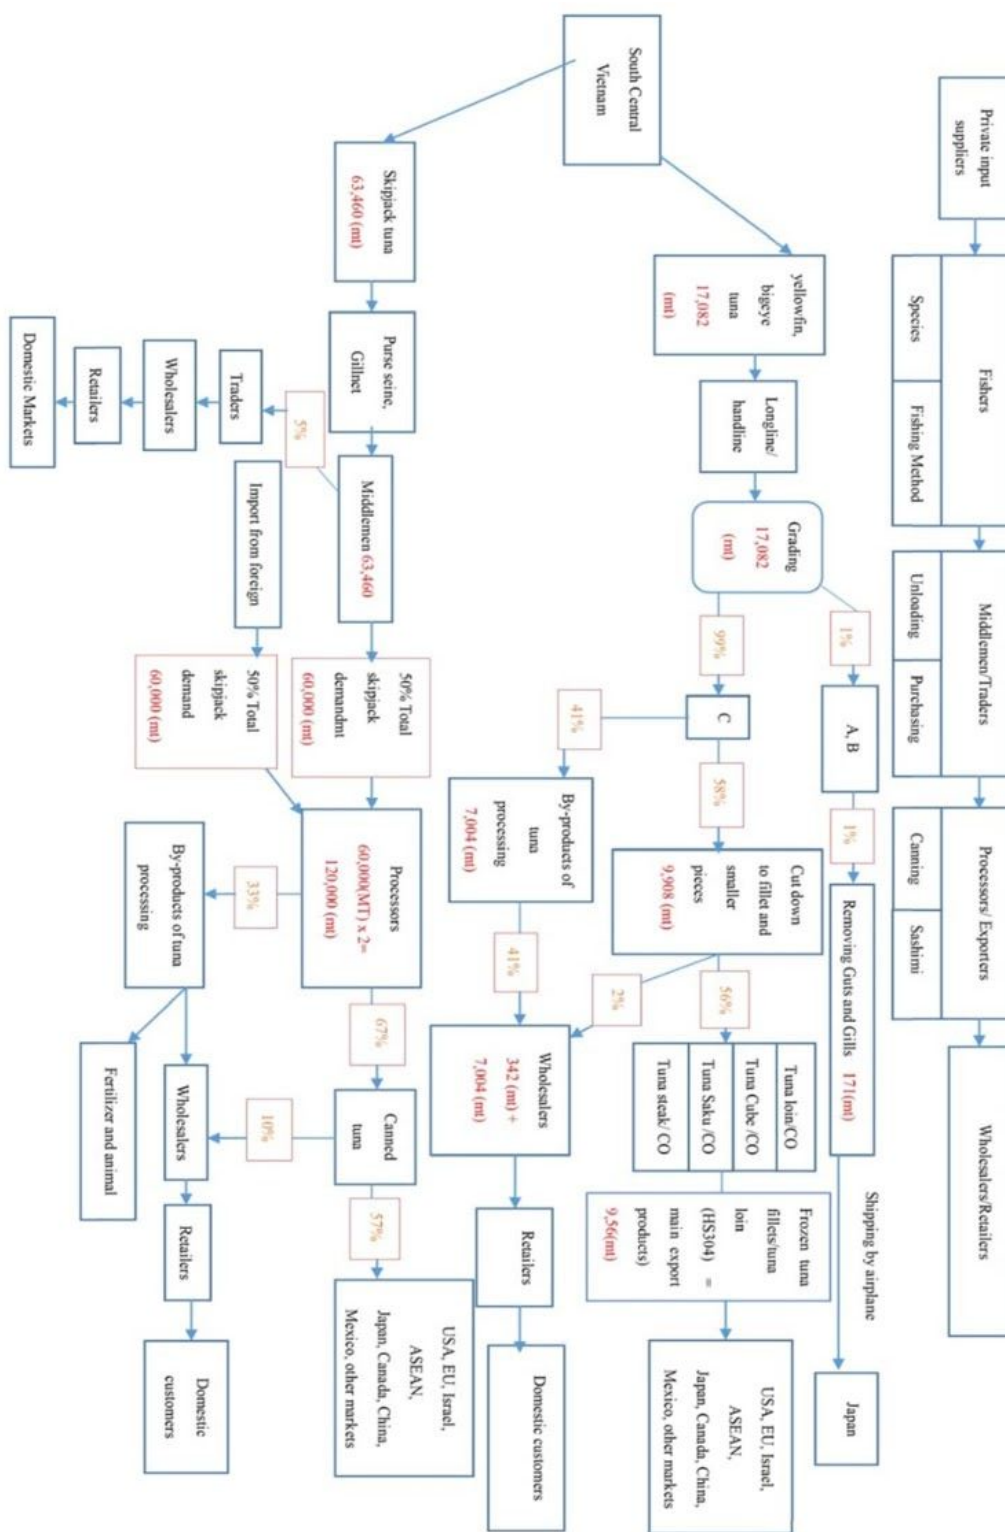 Private input
suppliers
Fishers
Species
Fishing Method
Middlemen/Traders
Unloading
Purchasing
Processors/ Exporters
Canning
Sashimi
Wholesalers/Retailers
South Central
Vietnam
yellowfin,
bigeye
tuna
17,082
(mt)
Longline/
handline
Grading
17,082
(mt)
1%
A, B
1%
Removing Guts and Gills 171(mt)
Shipping by airplane
Japan
99%
C
58%
Cut down
to fillet and
smaller
pieces
9,908 (mt)
56%
Tuna loin/CO
Tuna Cube /CO
Tuna Saku /CO
Tuna steak/ CO
Frozen tuna
fillets/tuna
loin
(HS304) =
main export
products)
9,56(mt)
USA, EU, Israel,
ASEAN,
Japan, Canada, China,
Mexico, other markets
41%
By-products of
tuna
processing
7,004 (mt)
41%
2%
Wholesalers
342 (mt) +
7,004 (mt)
Retailers
Domestic customers
Skipjack tuna
63,460 (mt)
Purse seine,
Gillnet
Middlemen 63,460
50% Total
skipjack
demandmt
60,000 (mt)
5%
Traders
Wholesalers
Retailers
Domestic Markets
Import from foreign
50% Total
skipjack
demand
60,000 (mt)
Processors
60,000(MT) x 2=
120,000 (mt)
67%
Canned
tuna
57%
USA, EU, Israel,
ASEAN,
Japan, Canada, China,
Mexico, other markets
33%
By-products of tuna
processing
10%
Wholesalers
Retailers
Domestic
customers
Fertilizer and animal